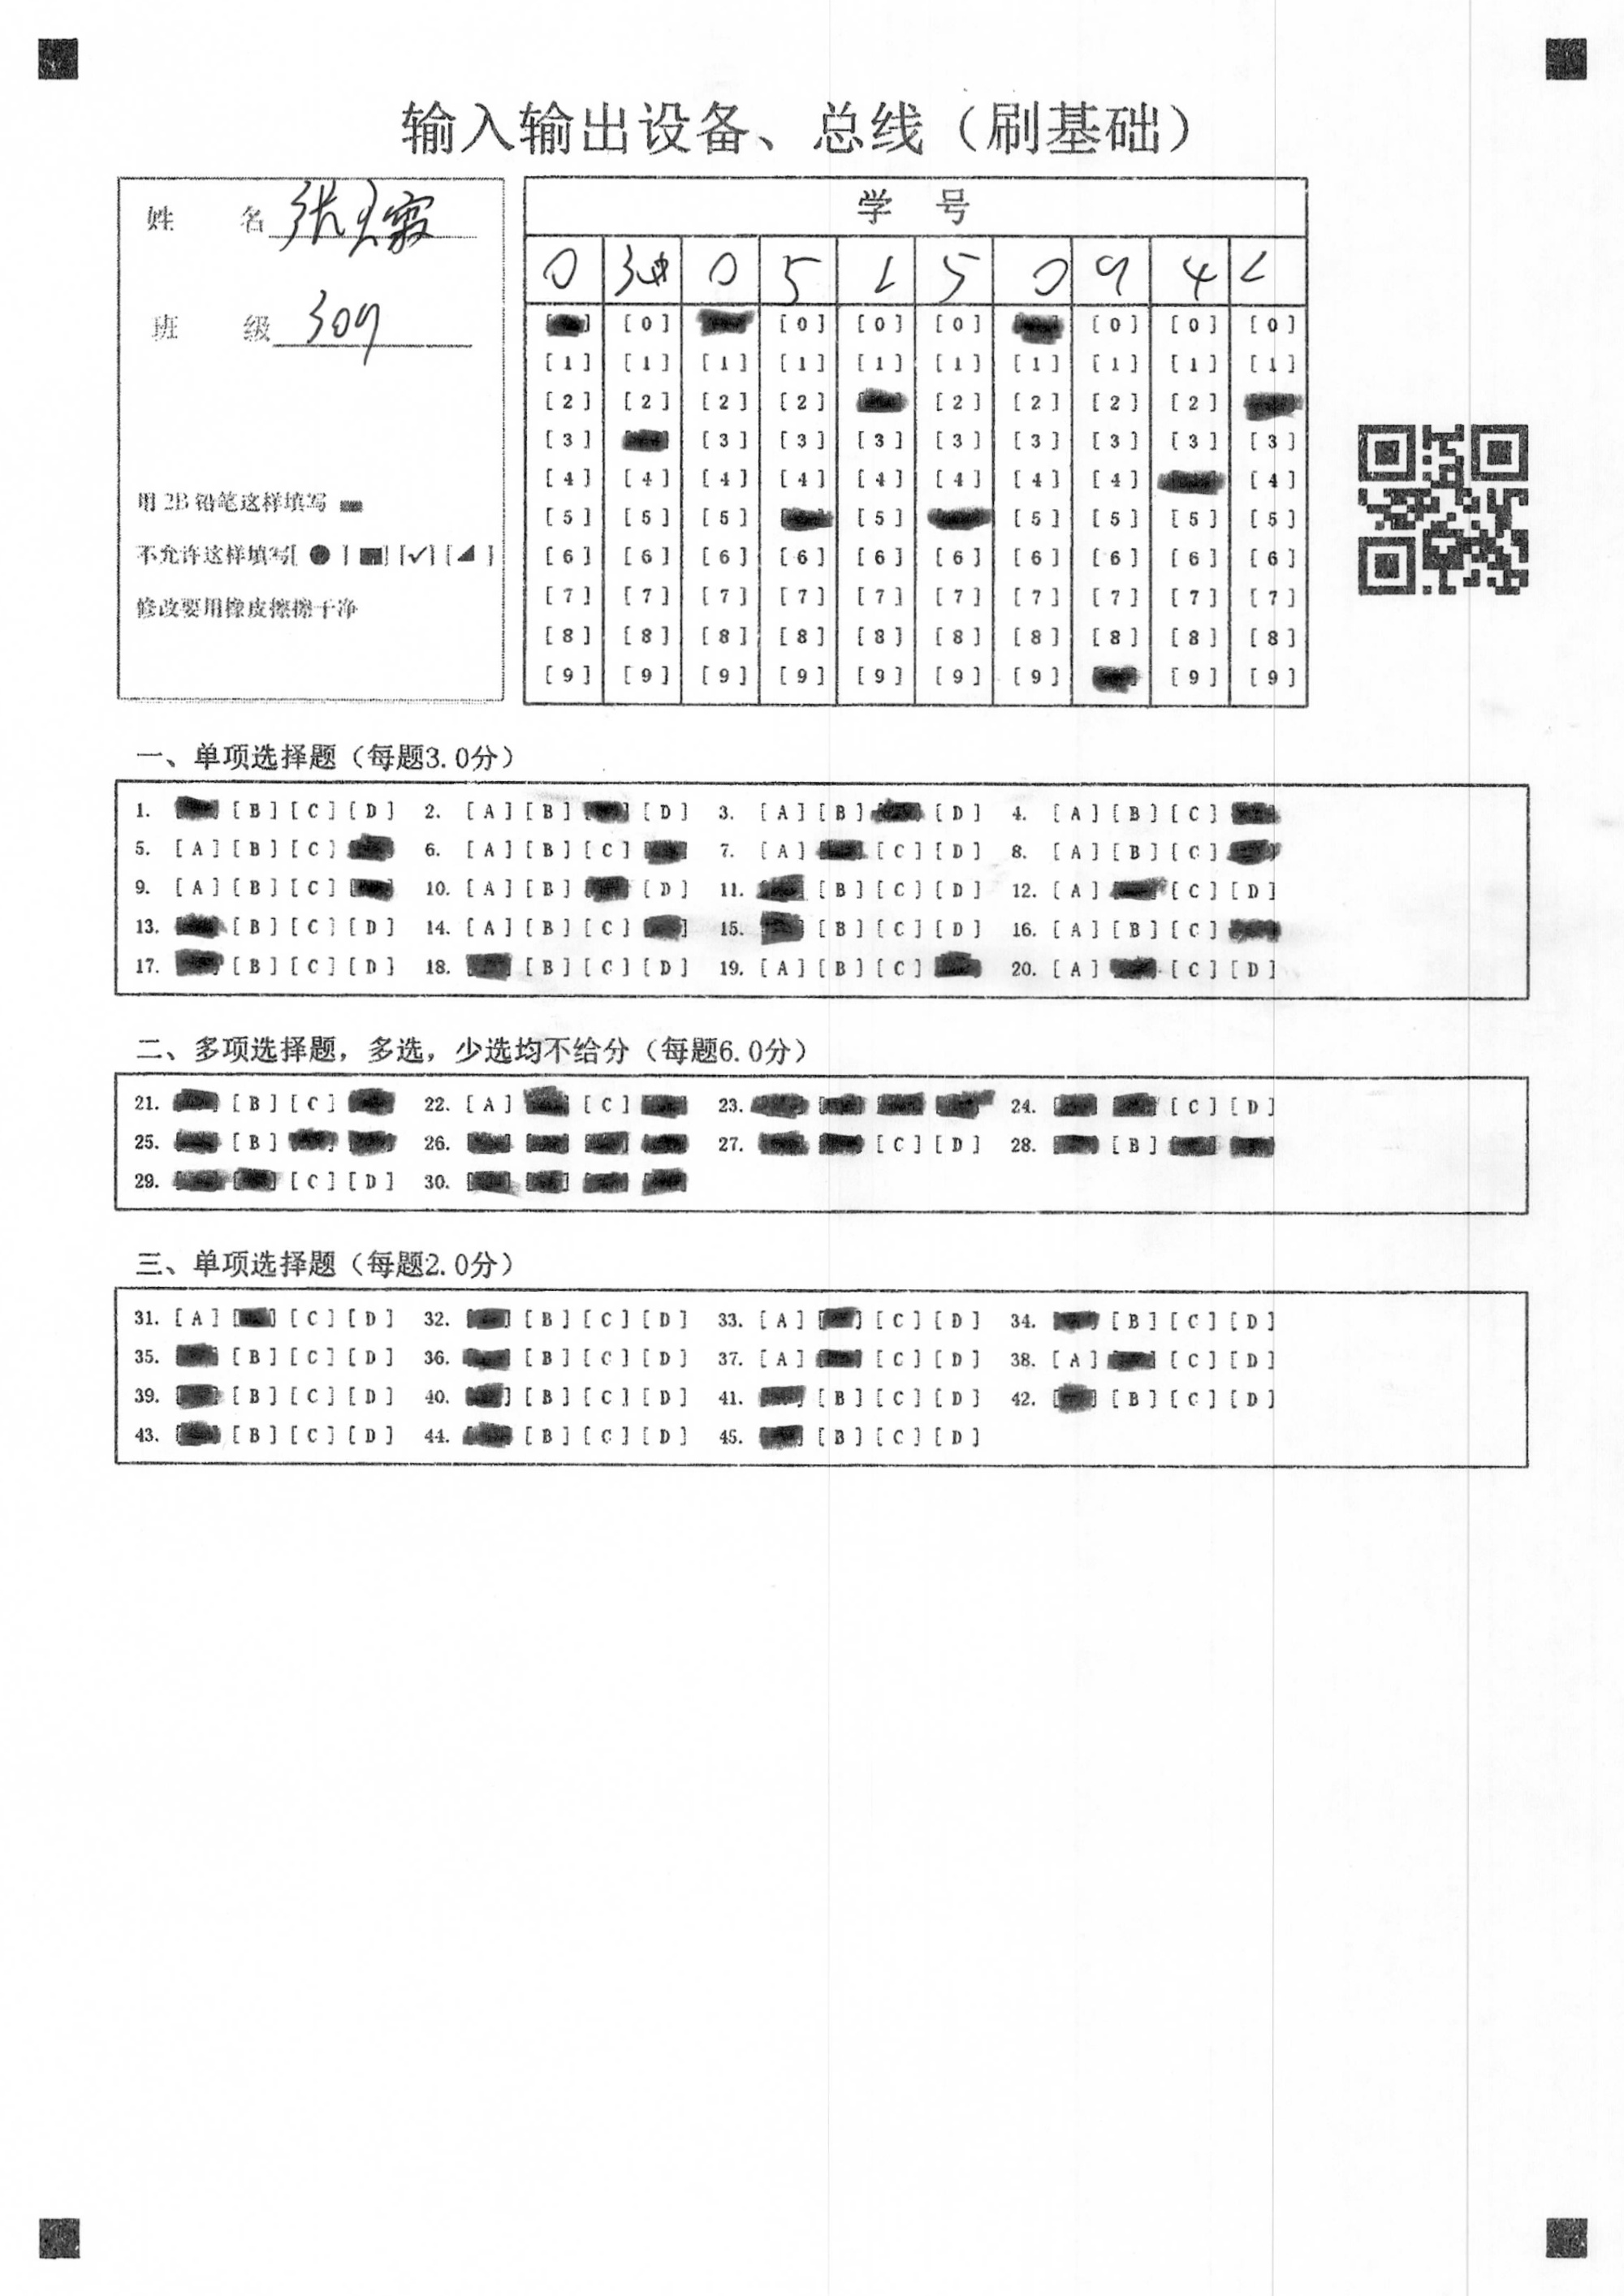 输入输出设备、总线（刷基础）
姓 名 张 霖
班 级 309
用 2B 铅笔这样填写
不允许这样填写[ ● ] [■] [✓] [◢ ]
修改要用橡皮擦擦干净
学 号
0 3 0 5 2 5 0 9 4 2
[0] [0] [0] [0] [0] [0] [0]
[1] [1] [1] [1] [1] [1] [1] [1] [1] [1]
[2] [2] [2] [2] [2] [2] [2] [2]
[3] [3] [3] [3] [3] [3] [3] [3] [3]
[4] [4] [4] [4] [4] [4] [4] [4] [4]
[5] [5] [5] [5] [5] [5] [5] [5]
[6] [6] [6] [6] [6] [6] [6] [6] [6] [6]
[7] [7] [7] [7] [7] [7] [7] [7] [7] [7]
[8] [8] [8] [8] [8] [8] [8] [8] [8] [8]
[9] [9] [9] [9] [9] [9] [9] [9] [9]
一、单项选择题（每题3.0分）
1. [B] [C] [D] 2. [A] [B] [D] 3. [A] [B] [D] 4. [A] [B] [C]
5. [A] [B] [C] 6. [A] [B] [C] 7. [A] [C] [D] 8. [A] [B] [C]
9. [A] [B] [C] 10. [A] [B] [D] 11. [B] [C] [D] 12. [A] [C] [D]
13. [B] [C] [D] 14. [A] [B] [C] 15. [B] [C] [D] 16. [A] [B] [C]
17. [B] [C] [D] 18. [B] [C] [D] 19. [A] [B] [C] 20. [A] [C] [D]
二、多项选择题，多选，少选均不给分（每题6.0分）
21. [B] [C] 22. [A] [C] 23. 24. [C] [D]
25. [B] 26. 27. [C] [D] 28. [B]
29. [C] [D] 30.
三、单项选择题（每题2.0分）
31. [A] [C] [D] 32. [B] [C] [D] 33. [A] [C] [D] 34. [B] [C] [D]
35. [B] [C] [D] 36. [B] [C] [D] 37. [A] [C] [D] 38. [A] [C] [D]
39. [B] [C] [D] 40. [B] [C] [D] 41. [B] [C] [D] 42. [B] [C] [D]
43. [B] [C] [D] 44. [B] [C] [D] 45. [B] [C] [D]